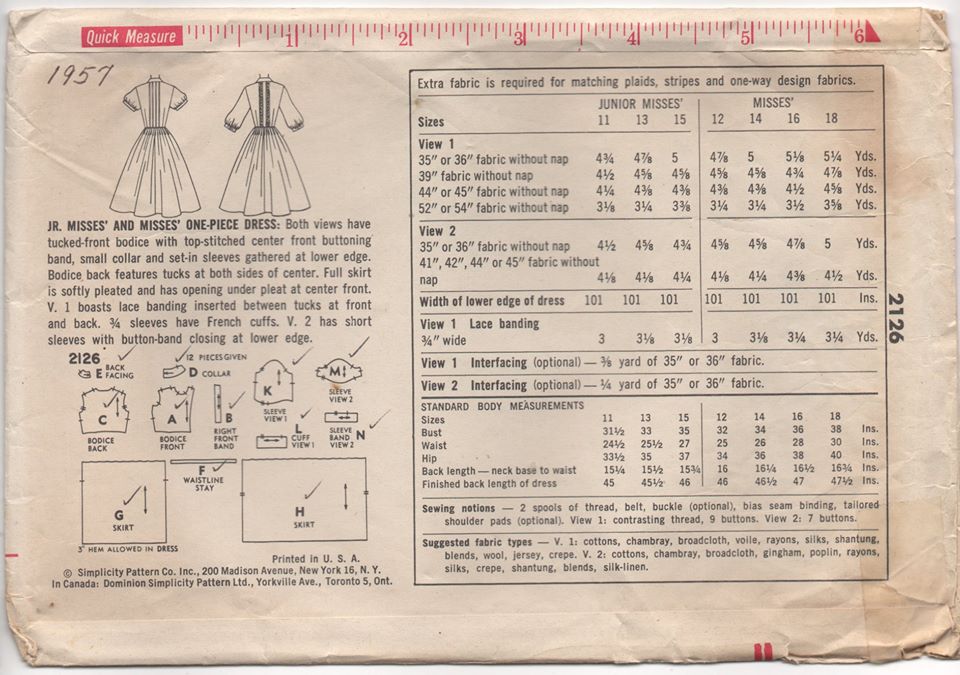 Quick Measure 1 2 3 4 5 6
1957
JR. MISSES' AND MISSES' ONE-PIECE DRESS: Both views have
tucked-front bodice with top-stitched center front buttoning
band, small collar and set-in sleeves gathered at lower edge.
Bodice back features tucks at both sides of center. Full skirt
is softly pleated and has opening under pleat at center front.
V. 1 boasts lace banding inserted between tucks at front
and back. ¾ sleeves have French cuffs. V. 2 has short
sleeves with button-band closing at lower edge.
2126
12 PIECES GIVEN
E BACK
FACING
D COLLAR
K
SLEEVE
VIEW 1
M
SLEEVE
VIEW 2
C
BODICE
BACK
A
BODICE
FRONT
B
RIGHT
FRONT
BAND
L
CUFF
VIEW 1
SLEEVE
BAND N
VIEW 2
F
WAISTLINE
STAY
G
SKIRT
H
SKIRT
3" HEM ALLOWED IN DRESS
Printed in U. S. A.
© Simplicity Pattern Co. Inc., 200 Madison Avenue, New York 16, N. Y.
In Canada: Dominion Simplicity Pattern Ltd., Yorkville Ave., Toronto 5, Ont.
Extra fabric is required for matching plaids, stripes and one-way design fabrics.
JUNIOR MISSES' MISSES'
Sizes 11 13 15 12 14 16 18
View 1
35" or 36" fabric without nap 4¾ 4⅞ 5 4⅞ 5 5⅛ 5¼ Yds.
39" fabric without nap 4½ 4⅝ 4⅝ 4⅝ 4⅝ 4¾ 4⅞ Yds.
44" or 45" fabric without nap 4¼ 4⅜ 4⅜ 4⅜ 4⅜ 4½ 4⅝ Yds.
52" or 54" fabric without nap 3⅛ 3¼ 3⅜ 3¼ 3¼ 3½ 3⅝ Yds.
View 2
35" or 36" fabric without nap 4½ 4⅝ 4¾ 4⅝ 4⅝ 4⅞ 5 Yds.
41", 42", 44" or 45" fabric without
nap 4⅛ 4⅛ 4¼ 4⅛ 4¼ 4⅜ 4½ Yds.
Width of lower edge of dress 101 101 101 101 101 101 101 Ins.
View 1 Lace banding
¾" wide 3 3⅛ 3⅛ 3 3⅛ 3¼ 3¼ Yds.
View 1 Interfacing (optional) — ⅜ yard of 35" or 36" fabric.
View 2 Interfacing (optional) — ¼ yard of 35" or 36" fabric.
STANDARD BODY MEASUREMENTS
Sizes 11 13 15 12 14 16 18
Bust 31½ 33 35 32 34 36 38 Ins.
Waist 24½ 25½ 27 25 26 28 30 Ins.
Hip 33½ 35 37 34 36 38 40 Ins.
Back length — neck base to waist 15¼ 15½ 15¾ 16 16¼ 16½ 16¾ Ins.
Finished back length of dress 45 45½ 46 46 46½ 47 47½ Ins.
Sewing notions — 2 spools of thread, belt, buckle (optional), bias seam binding, tailored
shoulder pads (optional). View 1: contrasting thread, 9 buttons. View 2: 7 buttons.
Suggested fabric types — V. 1: cottons, chambray, broadcloth, voile, rayons, silks, shantung,
blends, wool, jersey, crepe. V. 2: cottons, chambray, broadcloth, gingham, poplin, rayons,
silks, crepe, shantung, blends, silk-linen.
2126